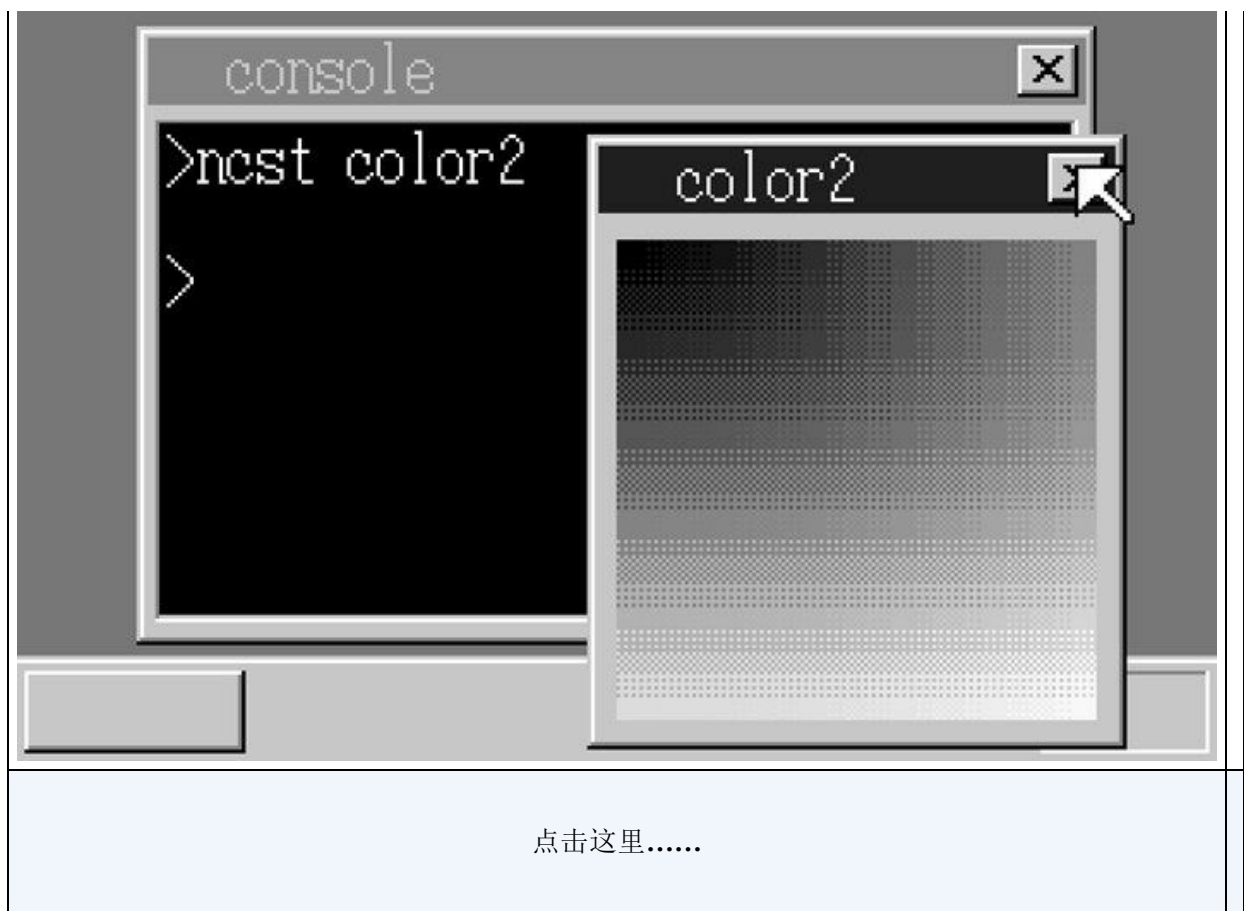 console
>ncst color2
color2
>
点击这里......